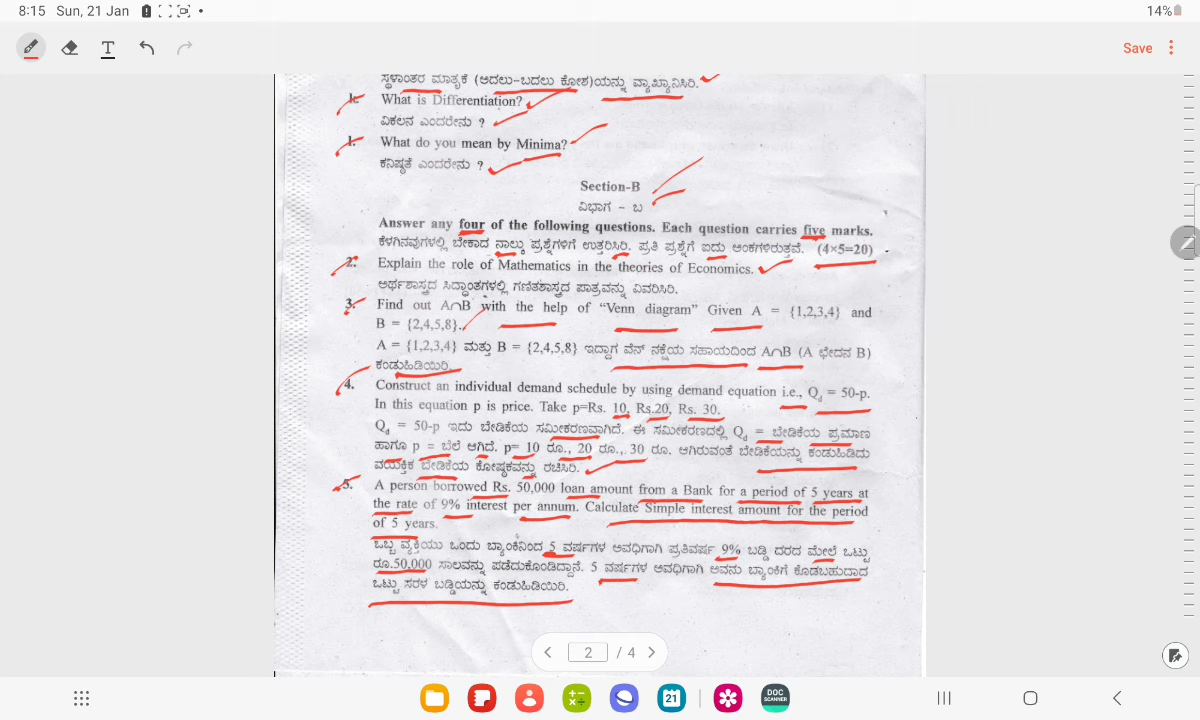 8:15 Sun, 21 Jan
14%
T
Save
ಸ್ಥಳಾಂತರ ಮಾತೃಕೆ (ಅದಲು-ಬದಲು ಕೋಶ)ಯನ್ನು ವ್ಯಾಖ್ಯಾನಿಸಿರಿ.
k. What is Differentiation?
ವಿಕಲನ ಎಂದರೇನು ?
l. What do you mean by Minima?
ಕನಿಷ್ಠತೆ ಎಂದರೇನು ?
Section-B
ವಿಭಾಗ – ಬ
Answer any four of the following questions. Each question carries five marks.
ಕೆಳಗಿನವುಗಳಲ್ಲಿ ಬೇಕಾದ ನಾಲ್ಕು ಪ್ರಶ್ನೆಗಳಿಗೆ ಉತ್ತರಿಸಿರಿ. ಪ್ರತಿ ಪ್ರಶ್ನೆಗೆ ಐದು ಅಂಕಗಳಿರುತ್ತವೆ. (4×5=20)
2. Explain the role of Mathematics in the theories of Economics.
ಅರ್ಥಶಾಸ್ತ್ರದ ಸಿದ್ಧಾಂತಗಳಲ್ಲಿ ಗಣಿತಶಾಸ್ತ್ರದ ಪಾತ್ರವನ್ನು ವಿವರಿಸಿರಿ.
3. Find out A∩B with the help of “Venn diagram” Given A = {1,2,3,4} and
B = {2,4,5,8}.
A = {1,2,3,4} ಮತ್ತು B = {2,4,5,8} ಇದ್ದಾಗ ವೆನ್ ನಕ್ಷೆಯ ಸಹಾಯದಿಂದ A∩B (A ಛೇದನ B)
ಕಂಡುಹಿಡಿಯಿರಿ.
4. Construct an individual demand schedule by using demand equation i.e., Qd = 50-p.
In this equation p is price. Take p=Rs. 10, Rs.20, Rs. 30.
Qd = 50-p ಇದು ಬೇಡಿಕೆಯ ಸಮೀಕರಣವಾಗಿದೆ. ಈ ಸಮೀಕರಣದಲ್ಲಿ Qd = ಬೇಡಿಕೆಯ ಪ್ರಮಾಣ
ಹಾಗೂ p = ಬೆಲೆ ಆಗಿದೆ. p= 10 ರೂ., 20 ರೂ., 30 ರೂ. ಆಗಿರುವಂತೆ ಬೇಡಿಕೆಯನ್ನು ಕಂಡುಹಿಡಿದು
ವಯಕ್ತಿಕ ಬೇಡಿಕೆಯ ಕೋಷ್ಠಕವನ್ನು ರಚಿಸಿರಿ.
5. A person borrowed Rs. 50,000 loan amount from a Bank for a period of 5 years at
the rate of 9% interest per annum. Calculate Simple interest amount for the period
of 5 years.
ಒಬ್ಬ ವ್ಯಕ್ತಿಯು ಒಂದು ಬ್ಯಾಂಕಿನಿಂದ 5 ವರ್ಷಗಳ ಅವಧಿಗಾಗಿ ಪ್ರತಿವರ್ಷ 9% ಬಡ್ಡಿ ದರದ ಮೇಲೆ ಒಟ್ಟು
ರೂ.50,000 ಸಾಲವನ್ನು ಪಡೆದುಕೊಂಡಿದ್ದಾನೆ. 5 ವರ್ಷಗಳ ಅವಧಿಗಾಗಿ ಅವನು ಬ್ಯಾಂಕಿಗೆ ಕೊಡಬಹುದಾದ
ಒಟ್ಟು ಸರಳ ಬಡ್ಡಿಯನ್ನು ಕಂಡುಹಿಡಿಯಿರಿ.
2 / 4
21
DOC
SCANNER